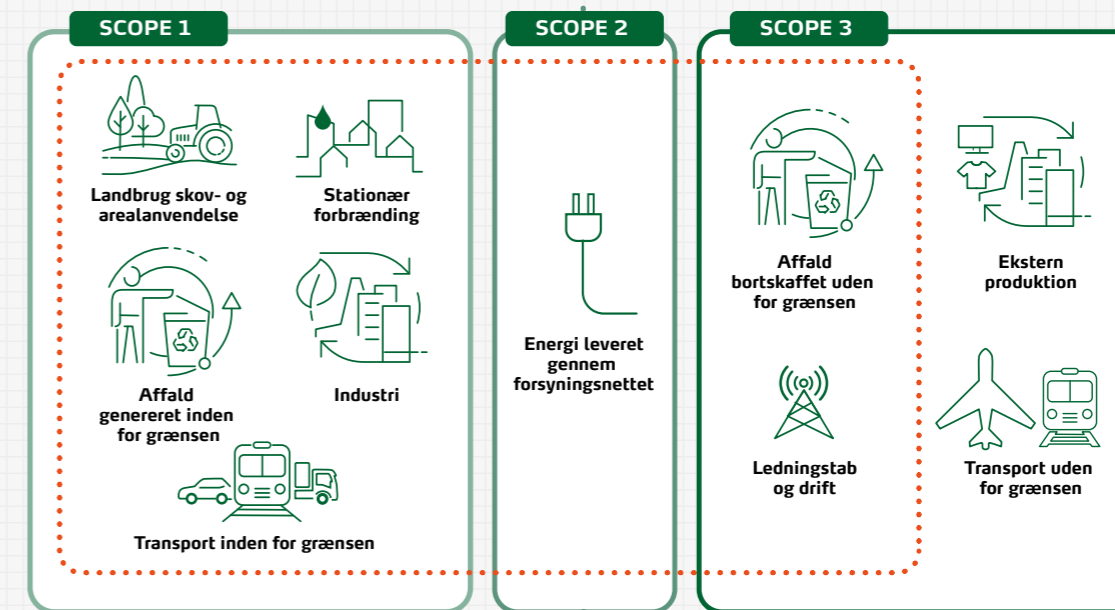 SCOPE 1
Landbrug skov- og
arealanvendelse
Stationær
forbrænding
Affald
genereret inden
for grænsen
Industri
Transport inden for grænsen
SCOPE 2
Energi leveret
gennem
forsyningsnettet
SCOPE 3
Affald
bortskaffet uden
for grænsen
Ekstern
produktion
Ledningstab
og drift
Transport uden
for grænsen